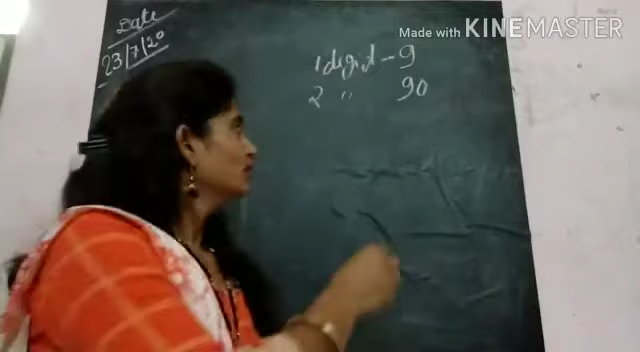 Made with KINEMASTER
Date
23/7/20
1 digit - 9
2 " 90